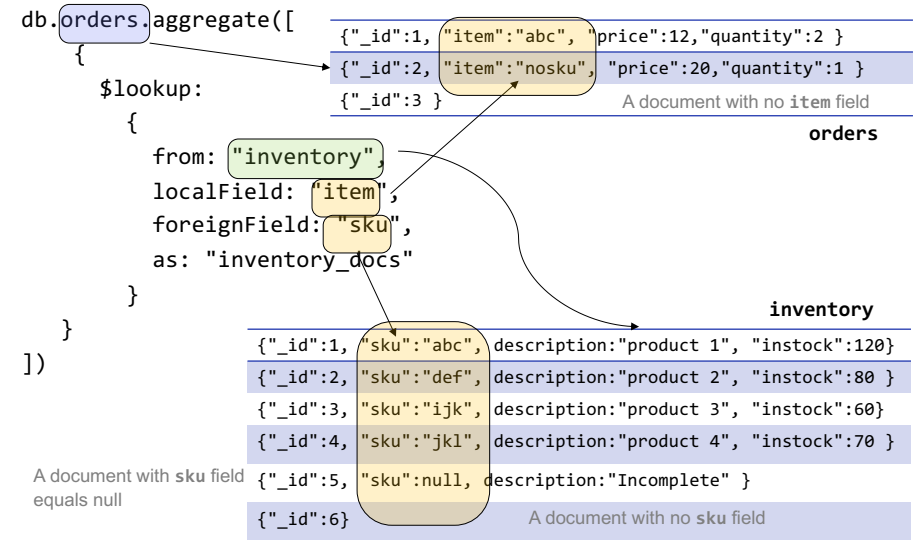 db.orders.aggregate([
{
$lookup:
{
from: "inventory",
localField: "item",
foreignField: "sku",
as: "inventory_docs"
}
}
])
{"_id":1, "item":"abc", "price":12,"quantity":2 }
{"_id":2, "item":"nosku", "price":20,"quantity":1 }
{"_id":3 }
A document with no item field
orders
inventory
{"_id":1, "sku":"abc", description:"product 1", "instock":120}
{"_id":2, "sku":"def", description:"product 2", "instock":80 }
{"_id":3, "sku":"ijk", description:"product 3", "instock":60}
{"_id":4, "sku":"jkl", description:"product 4", "instock":70 }
A document with sku field
equals null
{"_id":5, "sku":null, description:"Incomplete" }
{"_id":6}
A document with no sku field